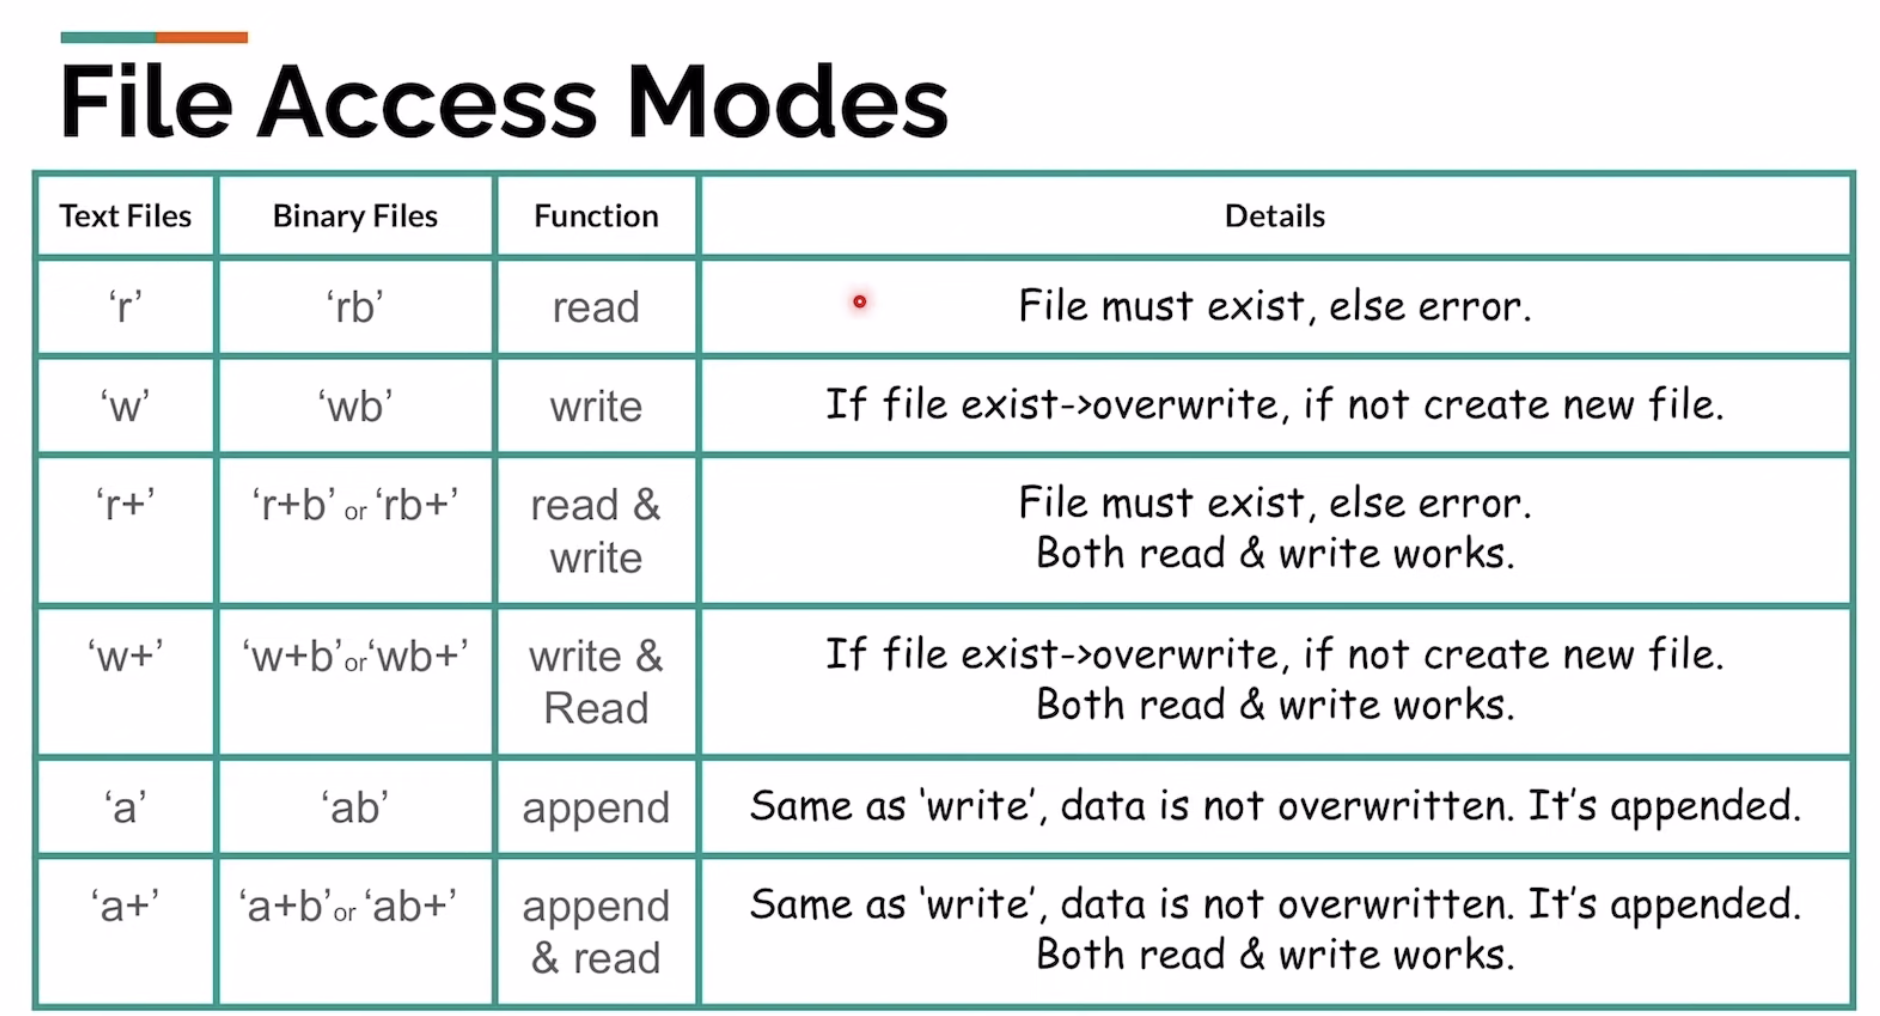 File Access Modes
Text Files Binary Files Function Details
‘r’ ‘rb’ read File must exist, else error.
‘w’ ‘wb’ write If file exist->overwrite, if not create new file.
‘r+’ ‘r+b’ or ‘rb+’ read & File must exist, else error.
write Both read & write works.
‘w+’ ‘w+b’or‘wb+’ write & If file exist->overwrite, if not create new file.
Read Both read & write works.
‘a’ ‘ab’ append Same as ‘write’, data is not overwritten. It’s appended.
‘a+’ ‘a+b’or ‘ab+’ append Same as ‘write’, data is not overwritten. It’s appended.
& read Both read & write works.